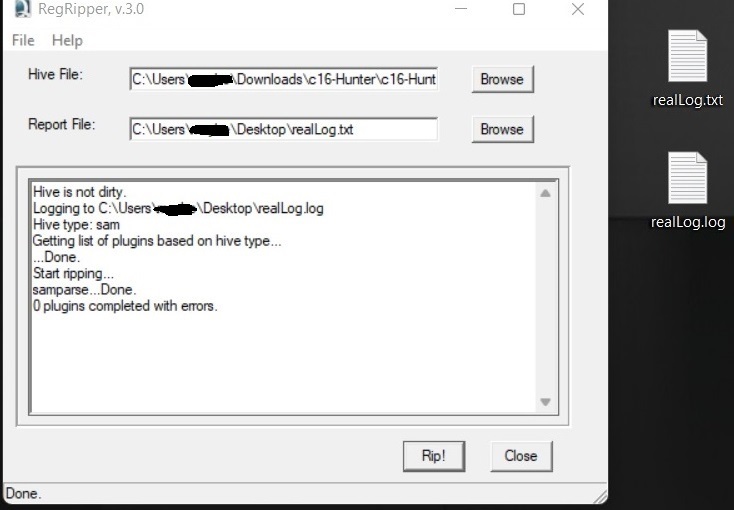 RegRipper, v.3.0
File Help
Hive File: C:\Users\ \Downloads\c16-Hunter\c16-Hunt Browse
Report File: C:\Users\ \Desktop\realLog.txt Browse
Hive is not dirty.
Logging to C:\Users\ \Desktop\realLog.log
Hive type: sam
Getting list of plugins based on hive type...
...Done.
Start ripping...
samparse...Done.
0 plugins completed with errors.
Rip! Close
Done.
realLog.txt
realLog.log